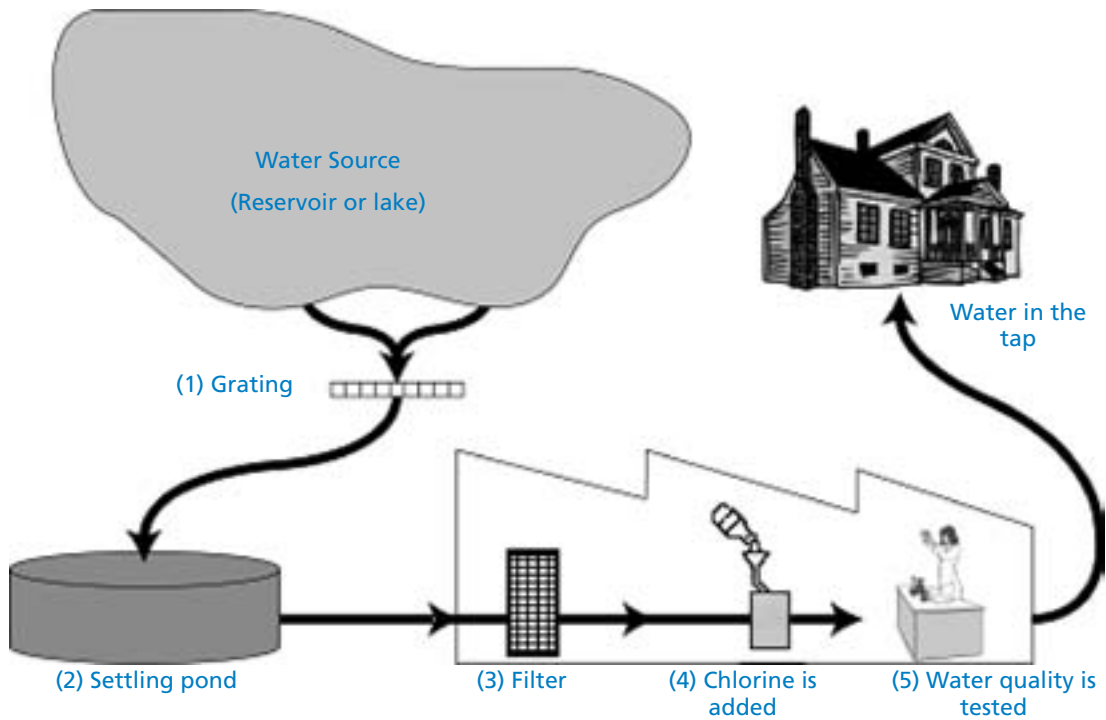 Water Source
(Reservoir or lake)
Water in the
tap
(1) Grating
(2) Settling pond
(3) Filter
(4) Chlorine is
added
(5) Water quality is
tested